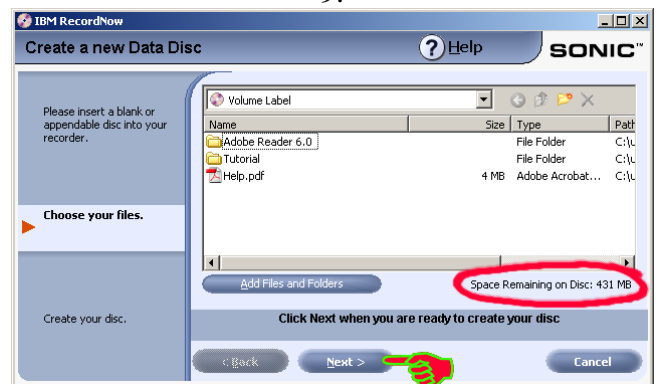 IBM RecordNow
Create a new Data Disc
? Help
SONIC™
Please insert a blank or
appendable disc into your
recorder.
Choose your files.
Create your disc.
Volume Label
Name Size Type Path
Adobe Reader 6.0 File Folder C:\u
Tutorial File Folder C:\u
Help.pdf 4 MB Adobe Acrobat... C:\u
Add Files and Folders
Space Remaining on Disc: 431 MB
Click Next when you are ready to create your disc
< Back
Next >
Cancel